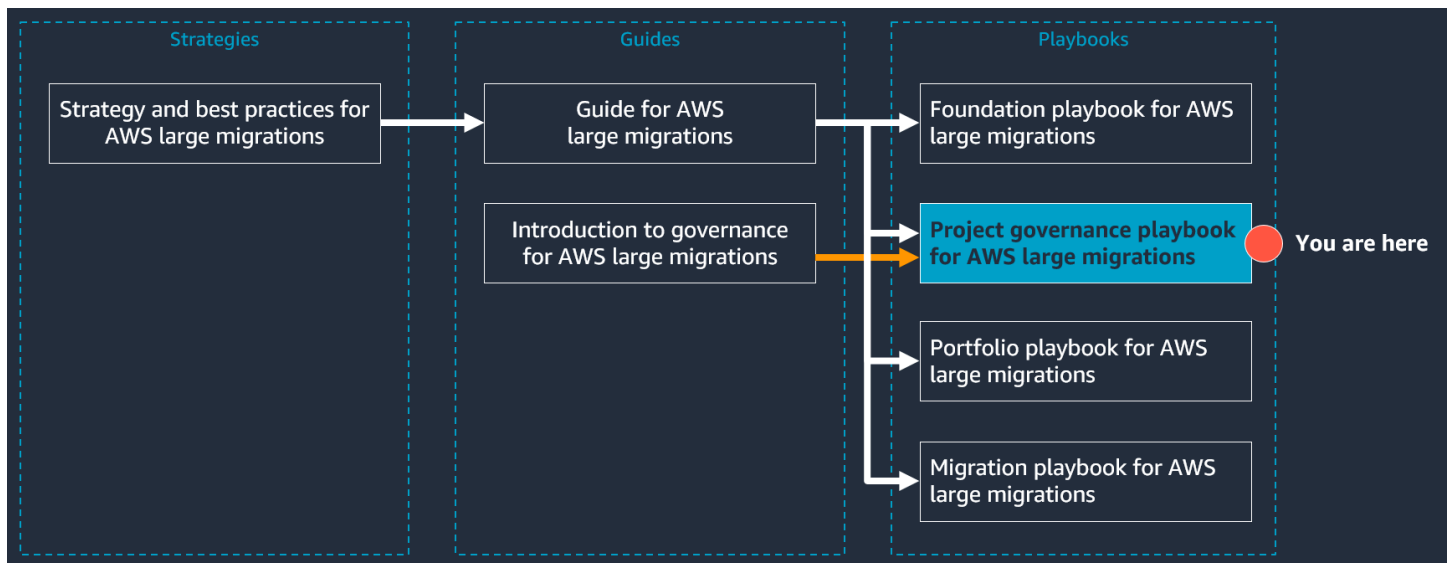 Strategies
Strategy and best practices for
AWS large migrations
Guides
Guide for AWS
large migrations
Introduction to governance
for AWS large migrations
Playbooks
Foundation playbook for AWS
large migrations
Project governance playbook
for AWS large migrations
You are here
Portfolio playbook for AWS
large migrations
Migration playbook for AWS
large migrations